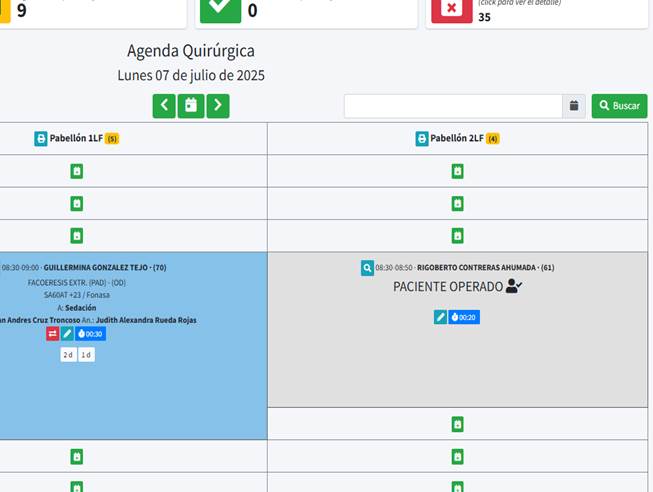 9
0
(click para ver el detalle)
35
Agenda Quirúrgica
Lunes 07 de julio de 2025
Buscar
Pabellón 1LF (5)
Pabellón 2LF (4)
08:30-09:00 - GUILLERMINA GONZALEZ TEJO - (70)
FACOERESIS EXTR. (PAD) - (OD)
SA60AT +23 / Fonasa
A: Sedación
n Andres Cruz Troncoso An.: Judith Alexandra Rueda Rojas
00:30
2 d 1 d
08:30-08:50 - RIGOBERTO CONTRERAS AHUMADA - (61)
PACIENTE OPERADO
00:20